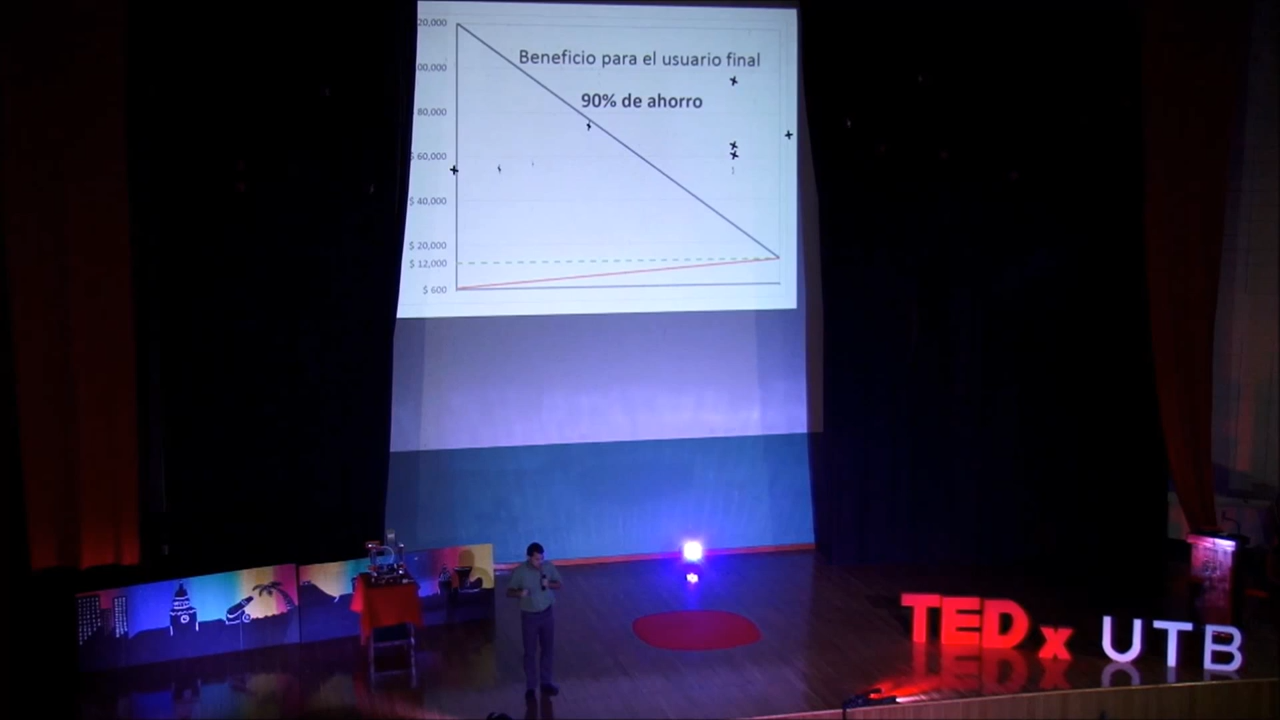 20,000
Beneficio para el usuario final
00,000
90% de ahorro
80,000
$ 60,000
$ 40,000
$ 20,000
$ 12,000
$ 600
TEDx UTB